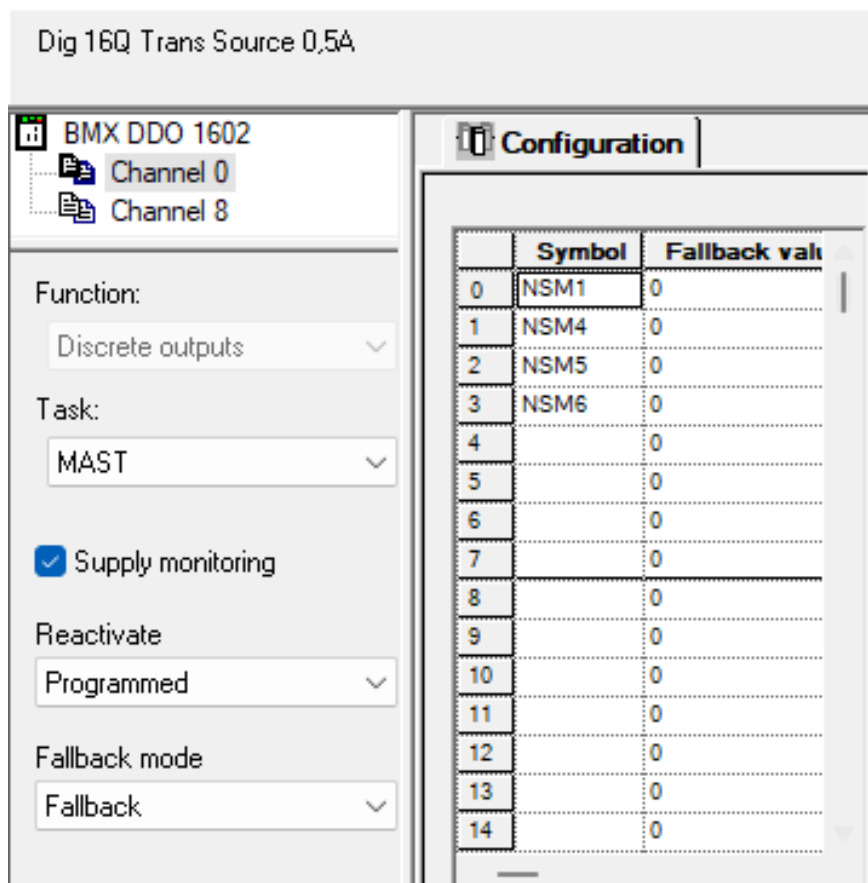 Dig 16Q Trans Source 0,5A
BMX DDO 1602
Channel 0
Channel 8
Function:
Discrete outputs
Task:
MAST
Supply monitoring
Reactivate
Programmed
Fallback mode
Fallback
Configuration
Symbol Fallback valu
0 NSM1 0
1 NSM4 0
2 NSM5 0
3 NSM6 0
4 0
5 0
6 0
7 0
8 0
9 0
10 0
11 0
12 0
13 0
14 0